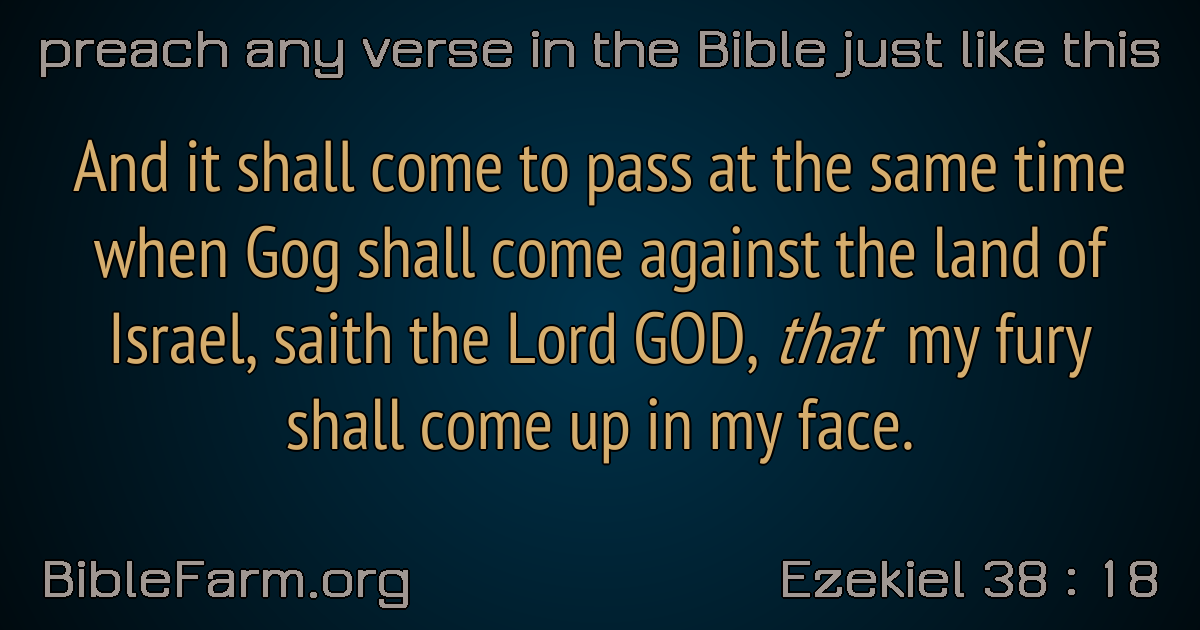 preach any verse in the Bible just like this
And it shall come to pass at the same time
when Gog shall come against the land of
Israel, saith the Lord GOD, that my fury
shall come up in my face.
BibleFarm.org
Ezekiel 38 : 18